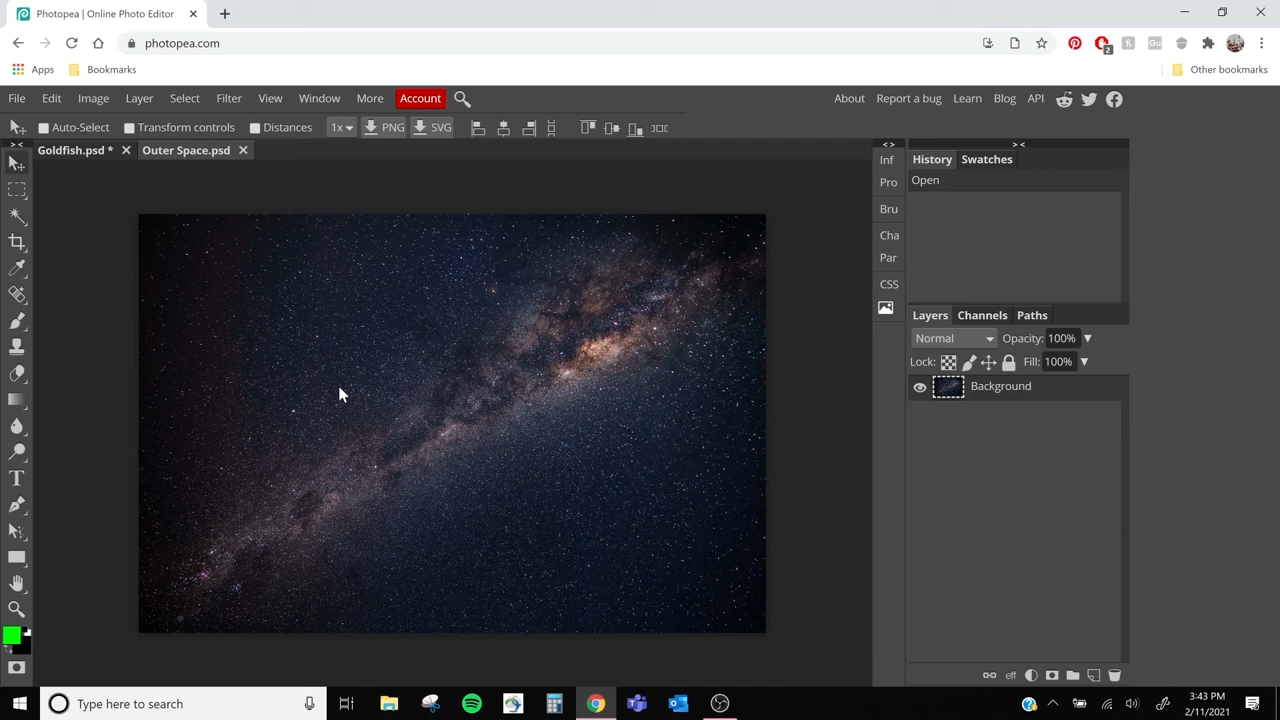 Photopea | Online Photo Editor
photopea.com
2
Apps
Bookmarks
Other bookmarks
File Edit Image Layer Select Filter View Window More Account
About Report a bug Learn Blog API
Auto-Select Transform controls Distances 1x PNG SVG
Goldfish.psd *
Outer Space.psd
> <
< >
> <
Inf
Pro
Bru
Cha
Par
CSS
History Swatches
Open
Layers Channels Paths
Normal Opacity: 100%
Lock: Fill: 100%
Background
eff
Type here to search
3:43 PM
2/11/2021